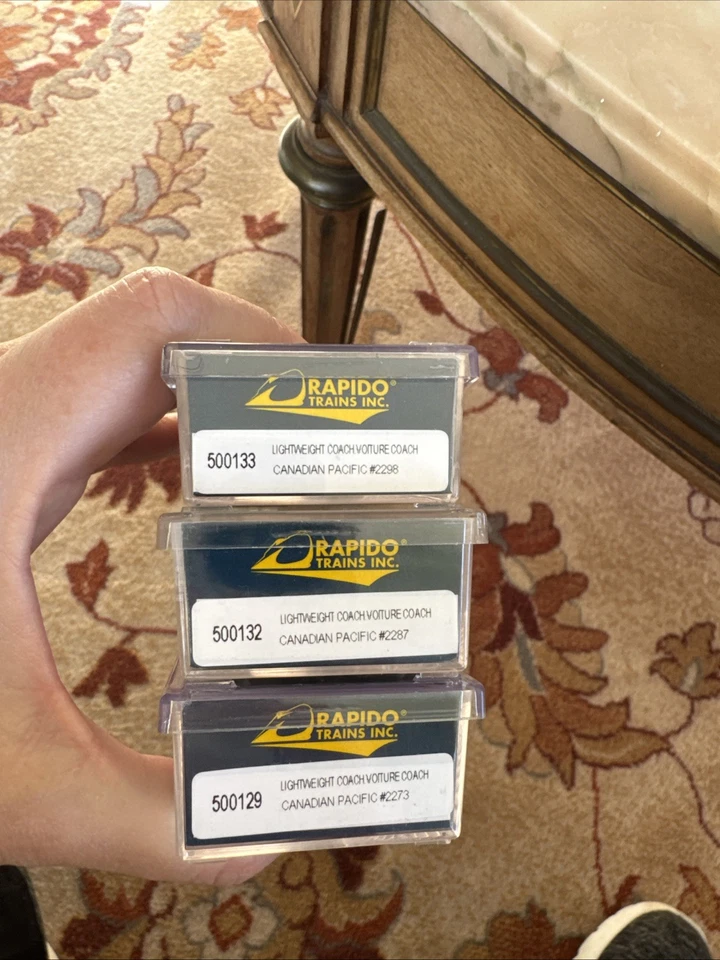 RAPIDO®
TRAINS INC.
500133
LIGHTWEIGHT COACH VOITURE COACH
CANADIAN PACIFIC #2298
RAPIDO®
TRAINS INC.
500132
LIGHTWEIGHT COACH VOITURE COACH
CANADIAN PACIFIC #2287
RAPIDO®
TRAINS INC.
500129
LIGHTWEIGHT COACH VOITURE COACH
CANADIAN PACIFIC #2273